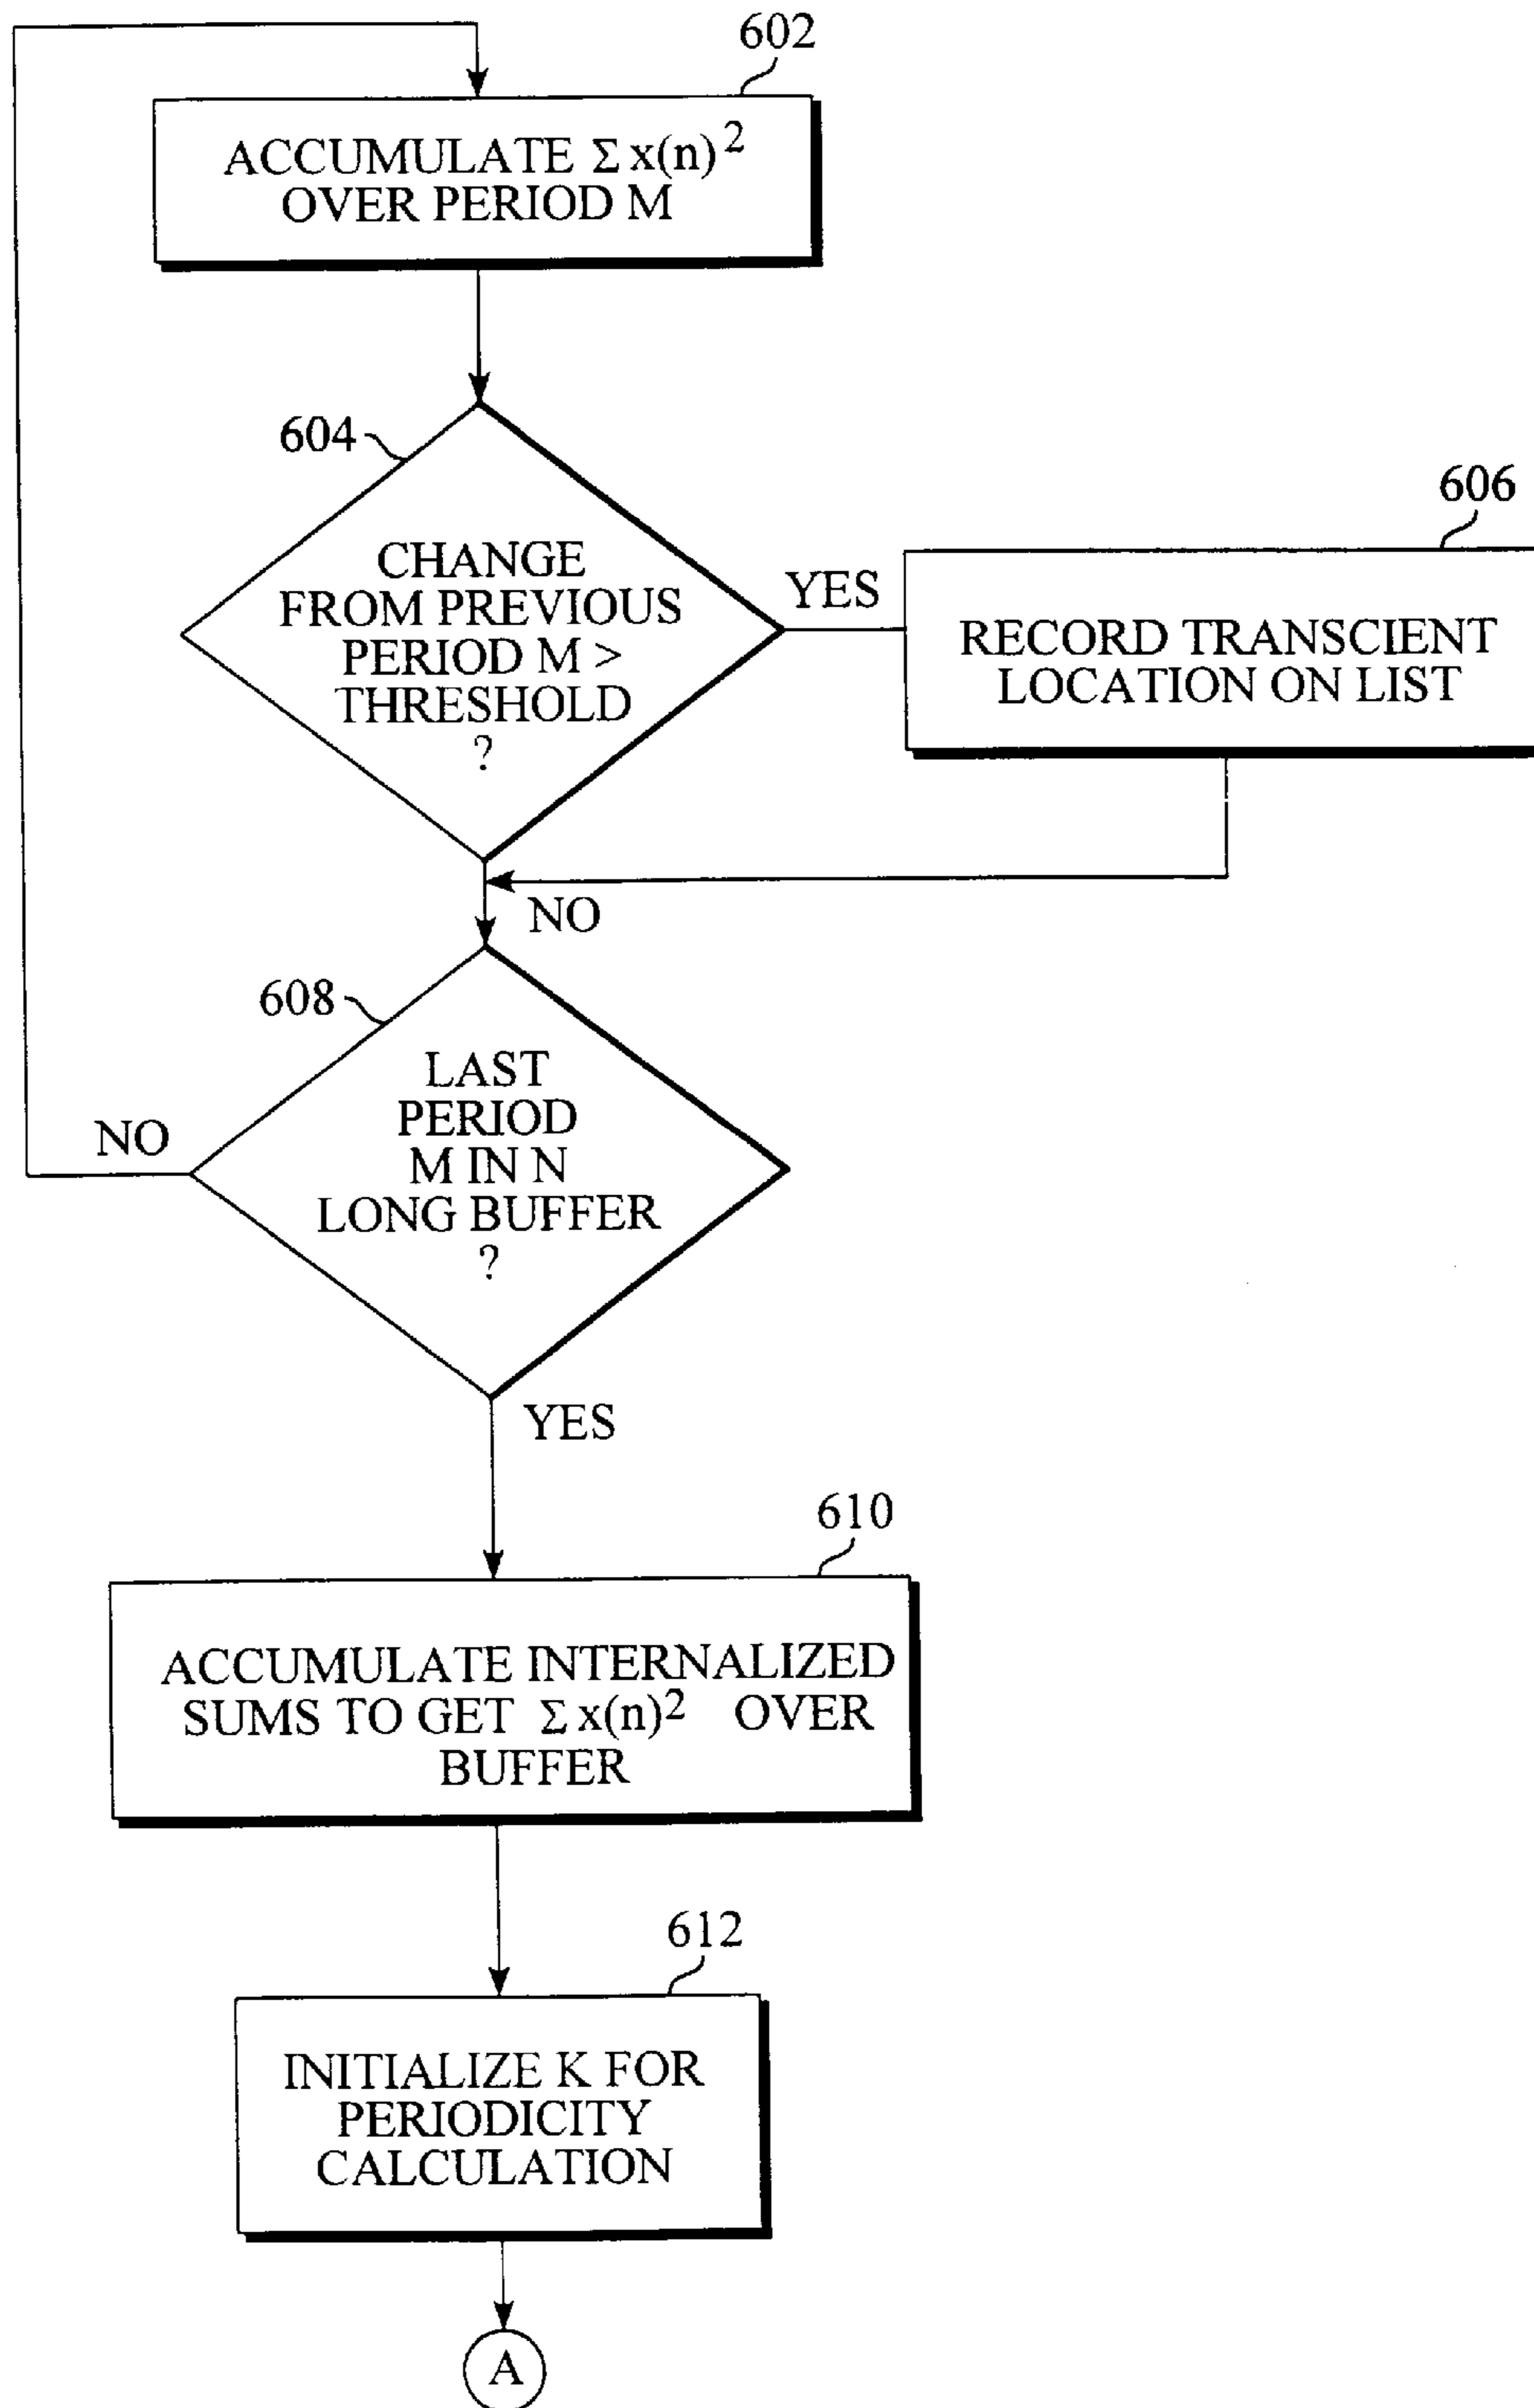 602
ACCUMULATE Σ x(n)²
OVER PERIOD M
604
CHANGE
FROM PREVIOUS
PERIOD M >
THRESHOLD
?
YES
606
RECORD TRANSCIENT
LOCATION ON LIST
NO
608
LAST
PERIOD
M IN N
LONG BUFFER
?
NO
YES
610
ACCUMULATE INTERNALIZED
SUMS TO GET Σ x(n)² OVER
BUFFER
612
INITIALIZE K FOR
PERIODICITY
CALCULATION
A